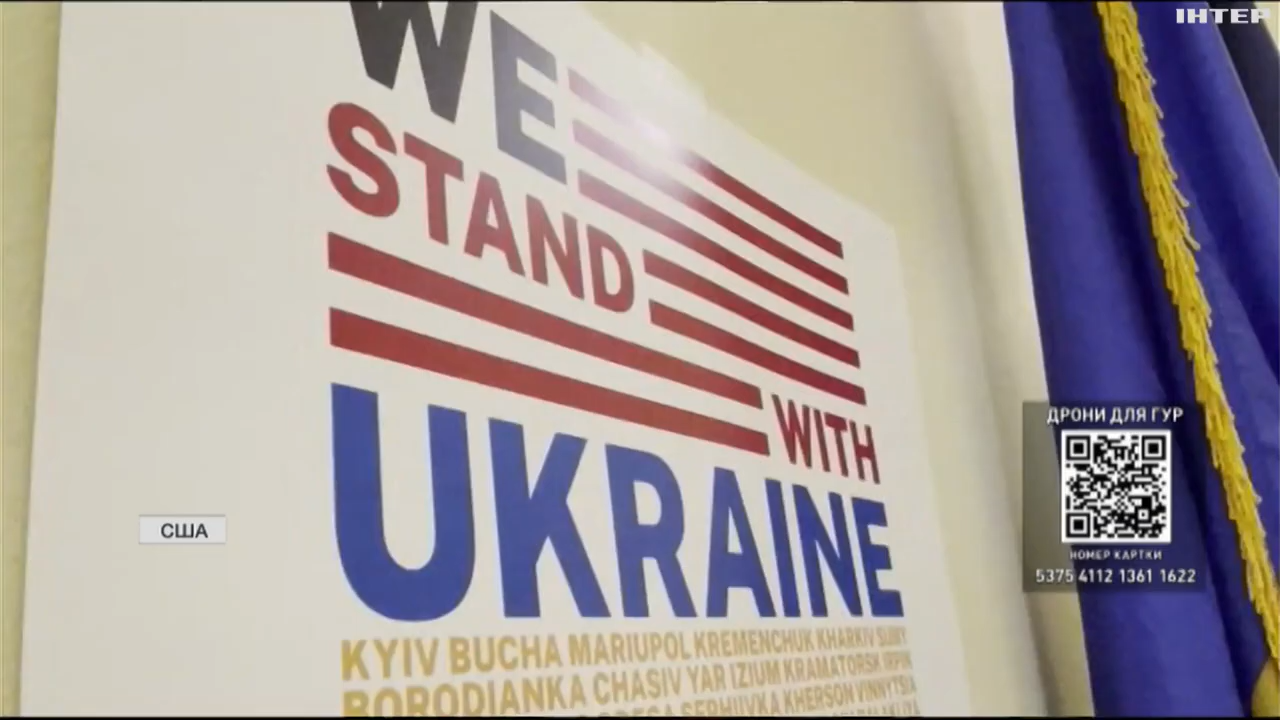 ІНТЕР
WE
STAND
WITH
UKRAINE
KYIV BUCHA MARIUPOL KREMENCHUK KHARKIV SUMY
BORODIANKA CHASIV YAR IZIUM KRAMATORSK IRPIN
ODESA SERHIIVKA KHERSON VINNYTSIA
США
ДРОНИ ДЛЯ ГУР
НОМЕР КАРТКИ
5375 4112 1361 1622